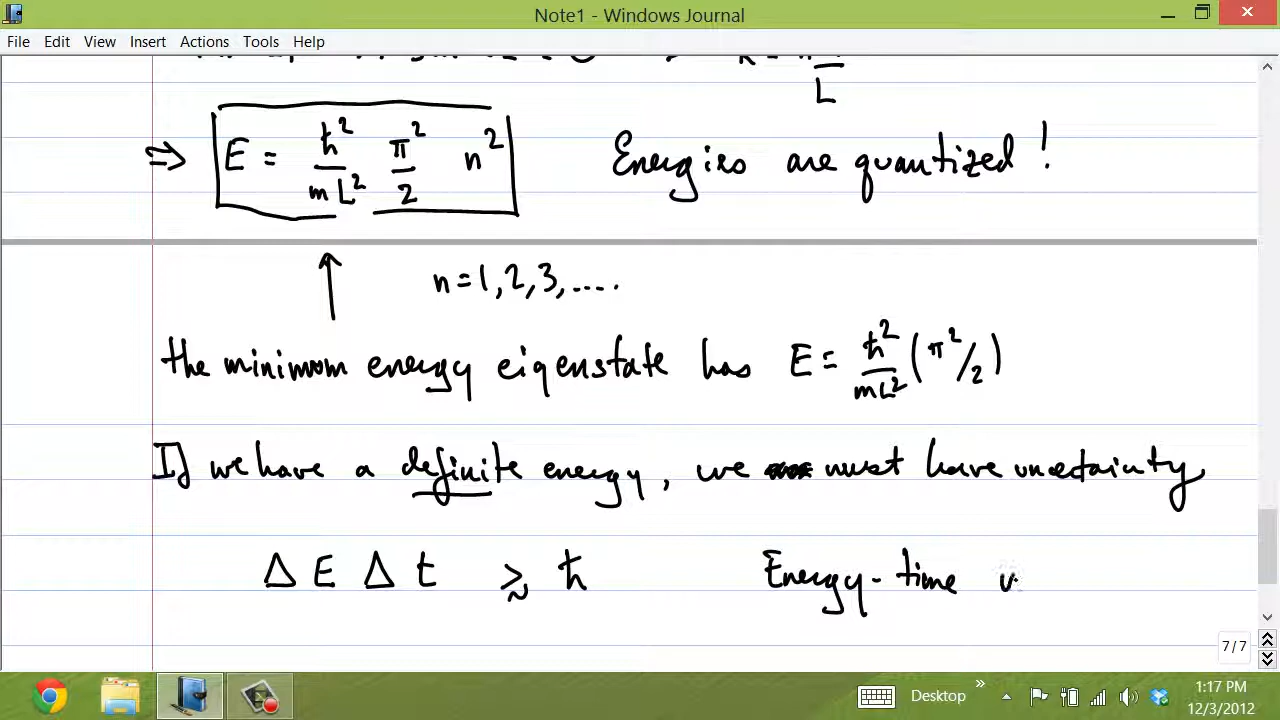 Note1 - Windows Journal
File Edit View Insert Actions Tools Help
L
⇒ E = ħ²/mL² π²/2 n² Energies are quantized!
↑ n=1,2,3,....
the minimum energy eigenstate has E = ħ²/mL² (π²/2)
If we have a definite energy, we must have uncertainty
Δ E Δ t ≳ ħ Energy-time
7/7
Desktop » 1:17 PM
12/3/2012